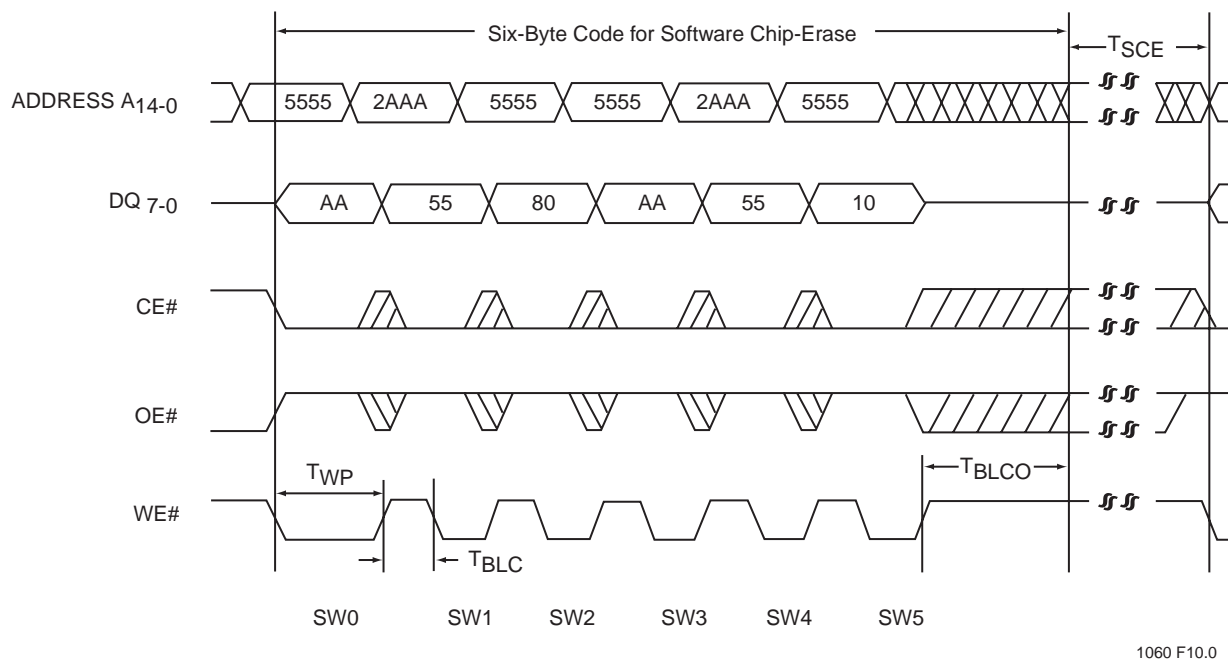 Six-Byte Code for Software Chip-Erase
TSCE
ADDRESS A14-0
5555 2AAA 5555 5555 2AAA 5555
DQ 7-0
AA 55 80 AA 55 10
CE#
OE#
TWP
TBLCO
WE#
TBLC
SW0 SW1 SW2 SW3 SW4 SW5
1060 F10.0